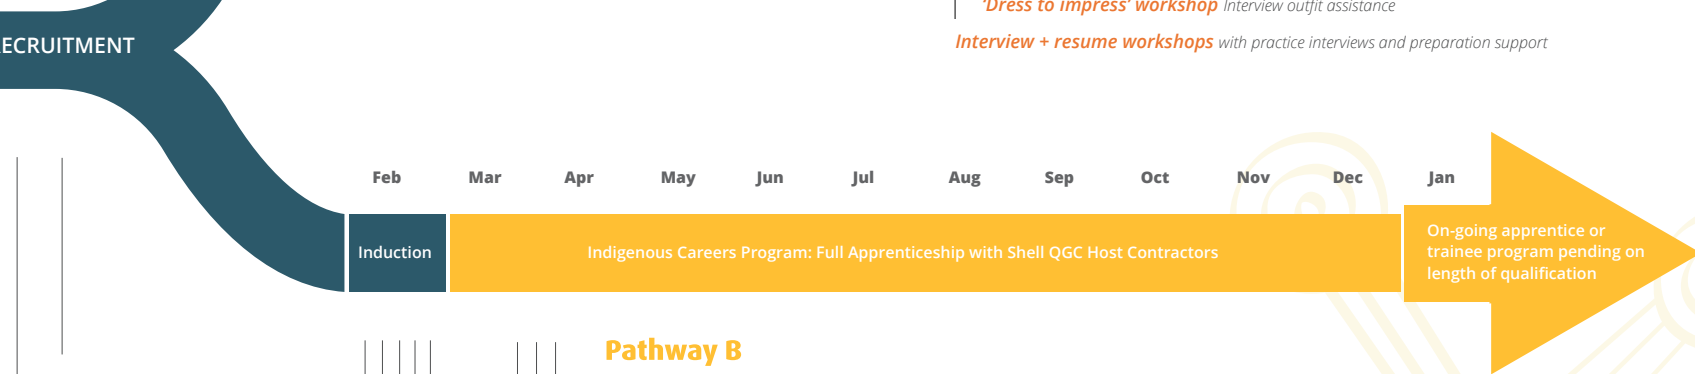 'Dress to impress' workshop Interview outfit assistance
Interview + resume workshops with practice interviews and preparation support
ECRUITMENT
Feb Mar Apr May Jun Jul Aug Sep Oct Nov Dec Jan
Induction
Indigenous Careers Program: Full Apprenticeship with Shell QGC Host Contractors
On-going apprentice or
trainee program pending on
length of qualification
Pathway B